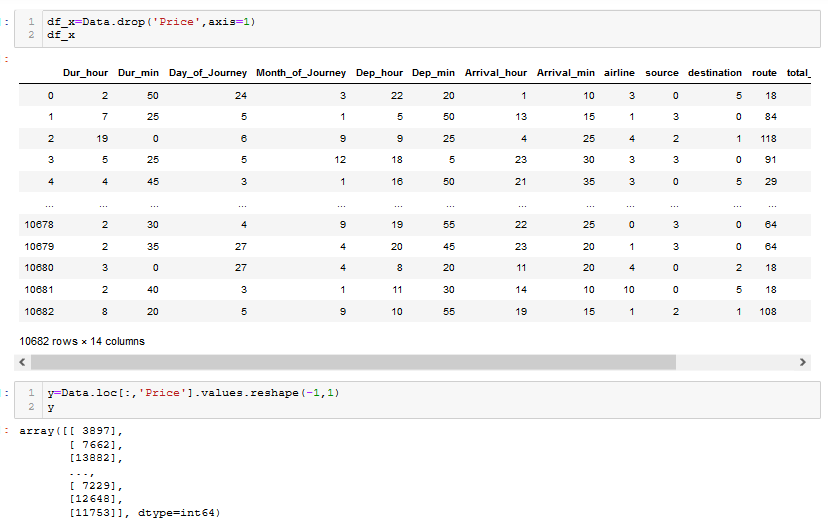 ]: 1 df_x=Data.drop('Price',axis=1)
2 df_x
:
Dur_hour Dur_min Day_of_Journey Month_of_Journey Dep_hour Dep_min Arrival_hour Arrival_min airline source destination route total_
0 2 50 24 3 22 20 1 10 3 0 5 18
1 7 25 5 1 5 50 13 15 1 3 0 84
2 19 0 6 9 9 25 4 25 4 2 1 118
3 5 25 5 12 18 5 23 30 3 3 0 91
4 4 45 3 1 16 50 21 35 3 0 5 29
... ... ... ... ... ... ... ... ... ... ... ... ...
10678 2 30 4 9 19 55 22 25 0 3 0 64
10679 2 35 27 4 20 45 23 20 1 3 0 64
10680 3 0 27 4 8 20 11 20 4 0 2 18
10681 2 40 3 1 11 30 14 10 10 0 5 18
10682 8 20 5 9 10 55 19 15 1 2 1 108
10682 rows × 14 columns
]: 1 y=Data.loc[:,'Price'].values.reshape(-1,1)
2 y
: array([[ 3897],
[ 7662],
[13882],
...,
[ 7229],
[12648],
[11753]], dtype=int64)